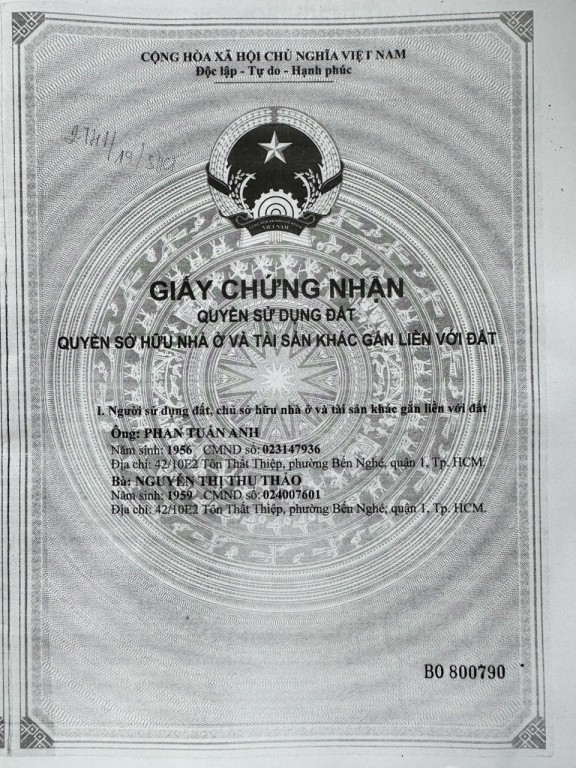 CỘNG HÒA XÃ HỘI CHỦ NGHĨA VIỆT NAM
Độc lập - Tự do - Hạnh phúc
VIỆT NAM
GIẤY CHỨNG NHẬN
QUYỀN SỬ DỤNG ĐẤT
QUYỀN SỞ HỮU NHÀ Ở VÀ TÀI SẢN KHÁC GẮN LIỀN VỚI ĐẤT
I. Người sử dụng đất, chủ sở hữu nhà ở và tài sản khác gắn liền với đất
Ông: PHAN TUẤN ANH
Năm sinh: 1956 CMND số: 023147936
Địa chỉ: 42/10E2 Tôn Thất Thiệp, phường Bến Nghé, quận 1, Tp. HCM.
Bà: NGUYỄN THỊ THU THẢO
Năm sinh: 1959 CMND số: 024007601
Địa chỉ: 42/10E2 Tôn Thất Thiệp, phường Bến Nghé, quận 1, Tp. HCM.
BO 800790